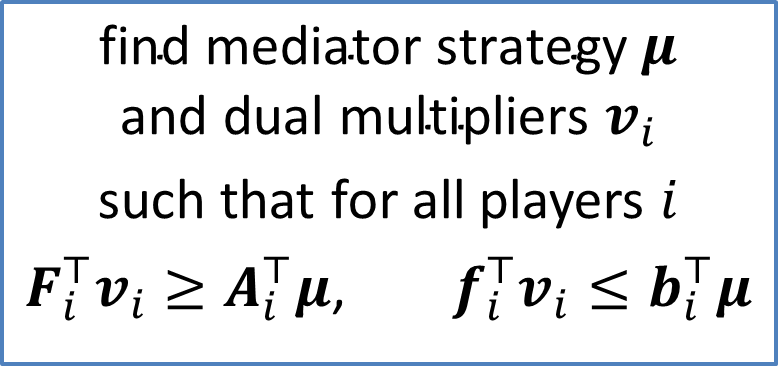 find mediator strategy μ
and dual multipliers vᵢ
such that for all players i
Fᵢ⊤vᵢ ≥ Aᵢ⊤μ, fᵢ⊤vᵢ ≤ bᵢ⊤μ